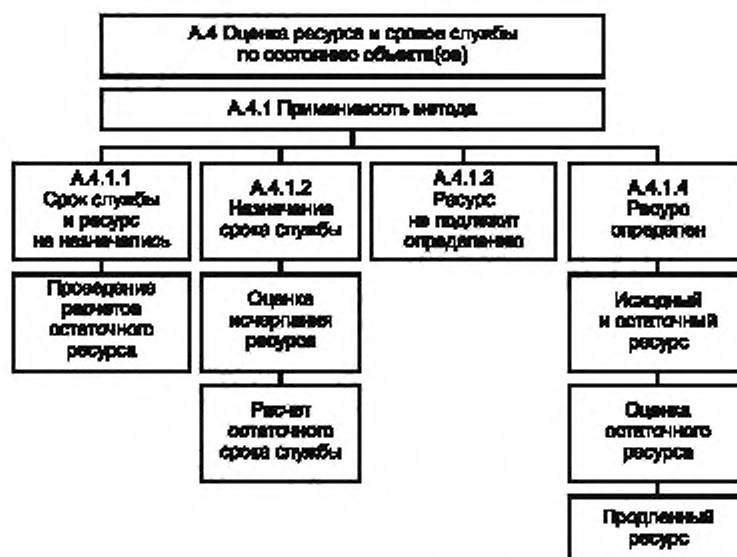 А.4 Оценка ресурса и сроков службы
по состоянию объекта(ов)
А.4.1 Применимость метода
А.4.1.1
Срок службы
и ресурс
не назначались
Проведение
расчетов
остаточного
ресурса
А.4.1.2
Назначение
срока службы
Оценка
исчерпания
ресурса
Расчет
остаточного
срока службы
А.4.1.3
Ресурс
не подлежит
определению
А.4.1.4
Ресурс
определен
Исходный
и остаточный
ресурс
Оценка
остаточного
ресурса
Продленный
ресурс